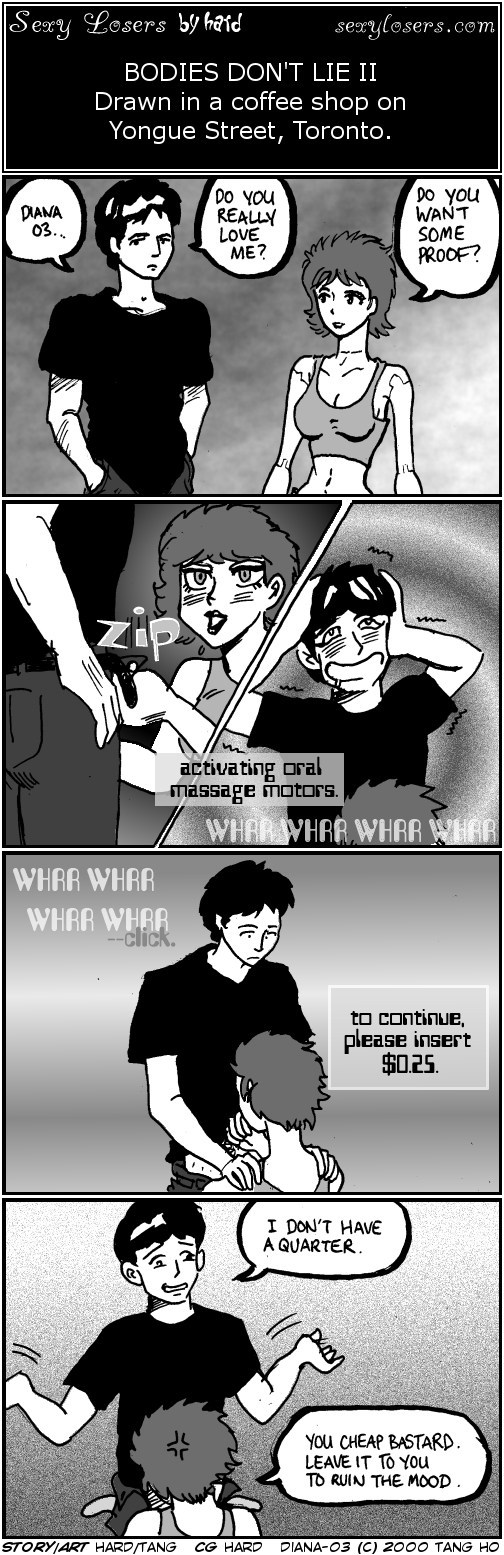 Sexy Losers by hard
sexylosers.com
BODIES DON'T LIE II
Drawn in a coffee shop on
Yongue Street, Toronto.
DIANA
03...
DO YOU
REALLY
LOVE
ME?
DO YOU
WANT
SOME
PROOF?
zip
activating oral
massage motors.
WHRR WHRR WHRR WHRR
WHRR WHRR
WHRR WHRR
--click.
to continue,
please insert
$0.25.
I DON'T HAVE
A QUARTER.
YOU CHEAP BASTARD.
LEAVE IT TO YOU
TO RUIN THE MOOD.
STORY/ART HARD/TANG CG HARD DIANA-03 (C) 2000 TANG HO